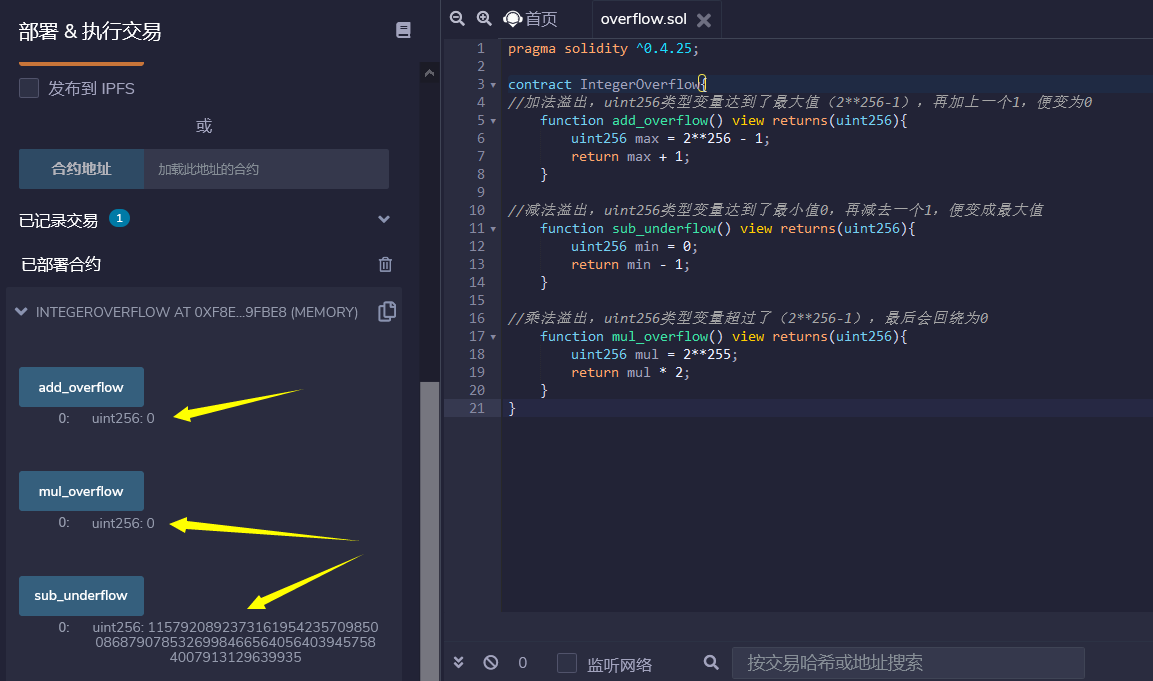 部署 & 执行交易
发布到 IPFS
或
合约地址 加载此地址的合约
已记录交易 1
已部署合约
INTEGEROVERFLOW AT 0XF8E...9FBE8 (MEMORY)
add_overflow
0: uint256: 0
mul_overflow
0: uint256: 0
sub_underflow
0: uint256: 11579208923731619542357098500
08687907853269984665640564039457584
007913129639935
首页 overflow.sol
1 pragma solidity ^0.4.25;
2
3 contract IntegerOverflow{
4 //加法溢出，uint256类型变量达到了最大值（2**256-1），再加上一个1，便变为0
5 function add_overflow() view returns(uint256){
6 uint256 max = 2**256 - 1;
7 return max + 1;
8 }
9
10 //减法溢出，uint256类型变量达到了最小值0，再减去一个1，便变成最大值
11 function sub_underflow() view returns(uint256){
12 uint256 min = 0;
13 return min - 1;
14 }
15
16 //乘法溢出，uint256类型变量超过了（2**256-1），最后会回绕为0
17 function mul_overflow() view returns(uint256){
18 uint256 mul = 2**255;
19 return mul * 2;
20 }
21 }
0 监听网络 按交易哈希或地址搜索